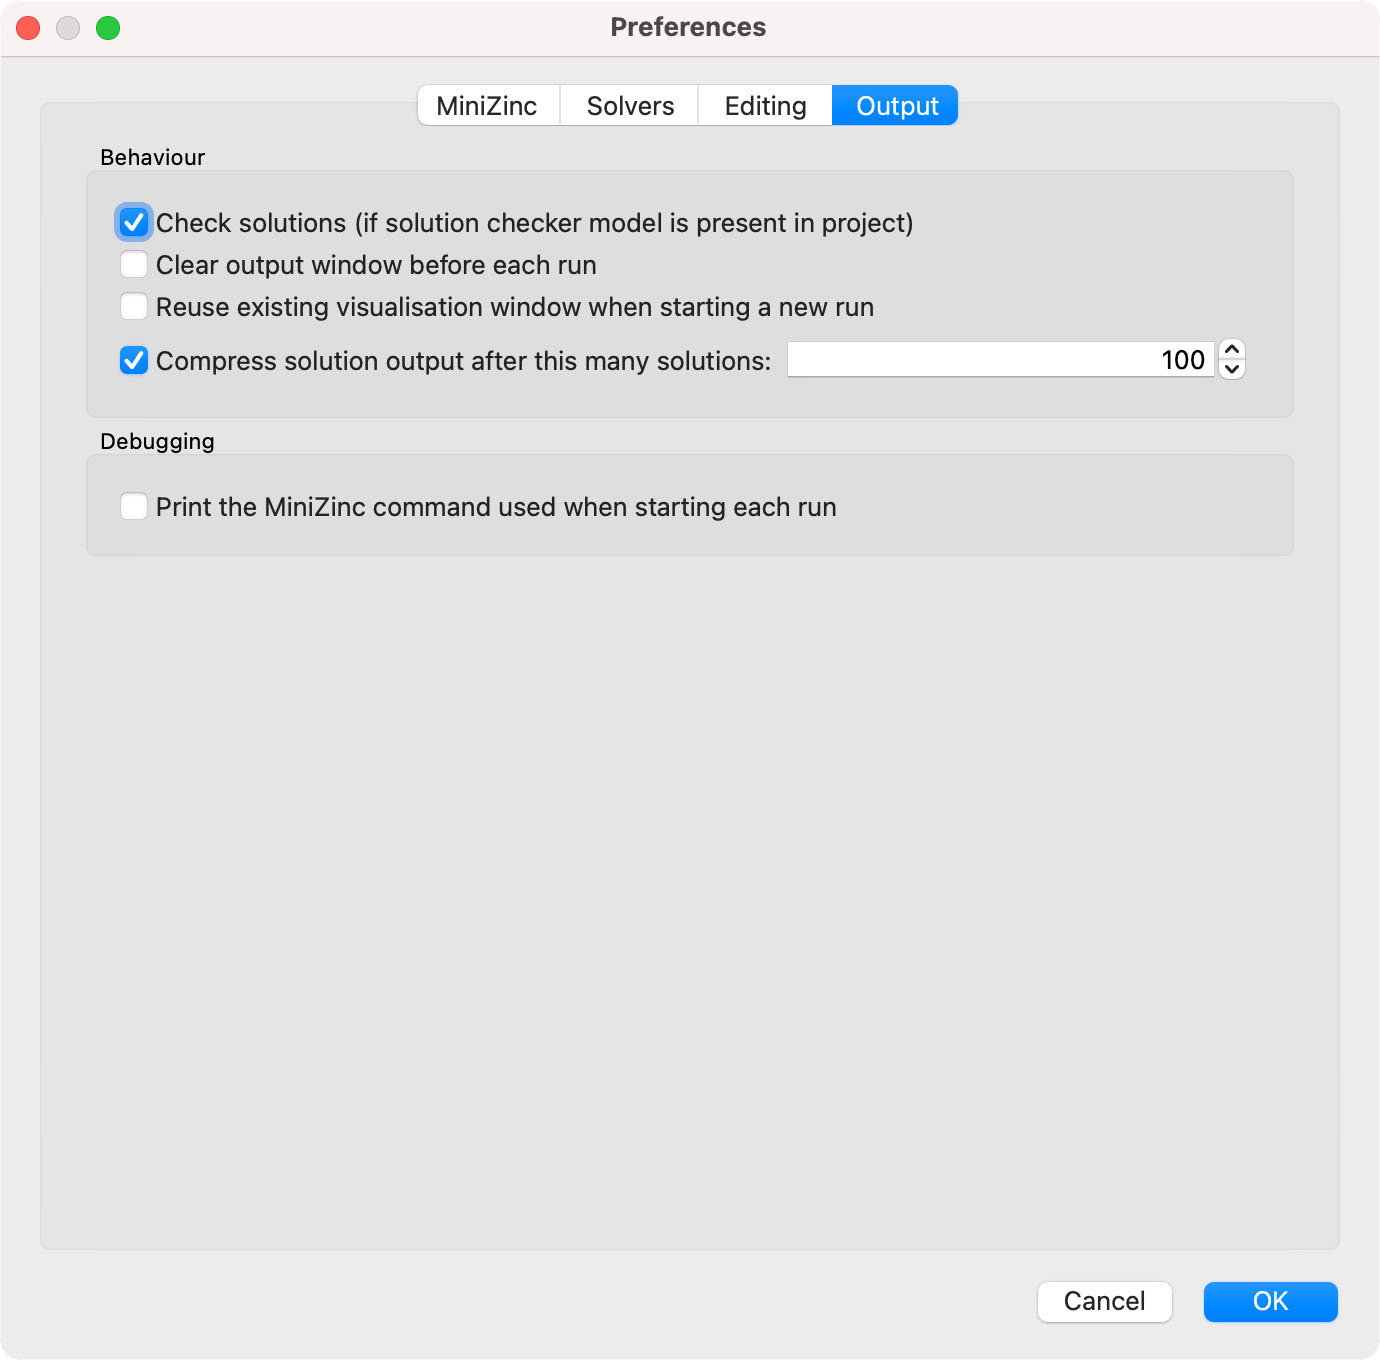 Preferences
MiniZinc Solvers Editing Output
Behaviour
Check solutions (if solution checker model is present in project)
Clear output window before each run
Reuse existing visualisation window when starting a new run
Compress solution output after this many solutions: 100
Debugging
Print the MiniZinc command used when starting each run
Cancel OK